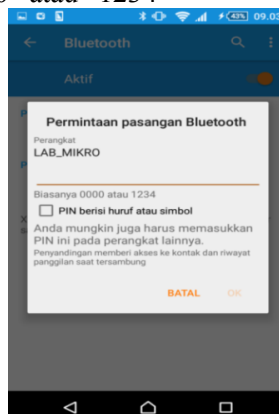 atau 1234
43% 09.03
Bluetooth
Aktif
Permintaan pasangan Bluetooth
Perangkat
LAB_MIKRO
Biasanya 0000 atau 1234
PIN berisi huruf atau simbol
Anda mungkin juga harus memasukkan
PIN ini pada perangkat lainnya.
Penyandingan memberi akses ke kontak dan riwayat
panggilan saat tersambung
BATAL OK